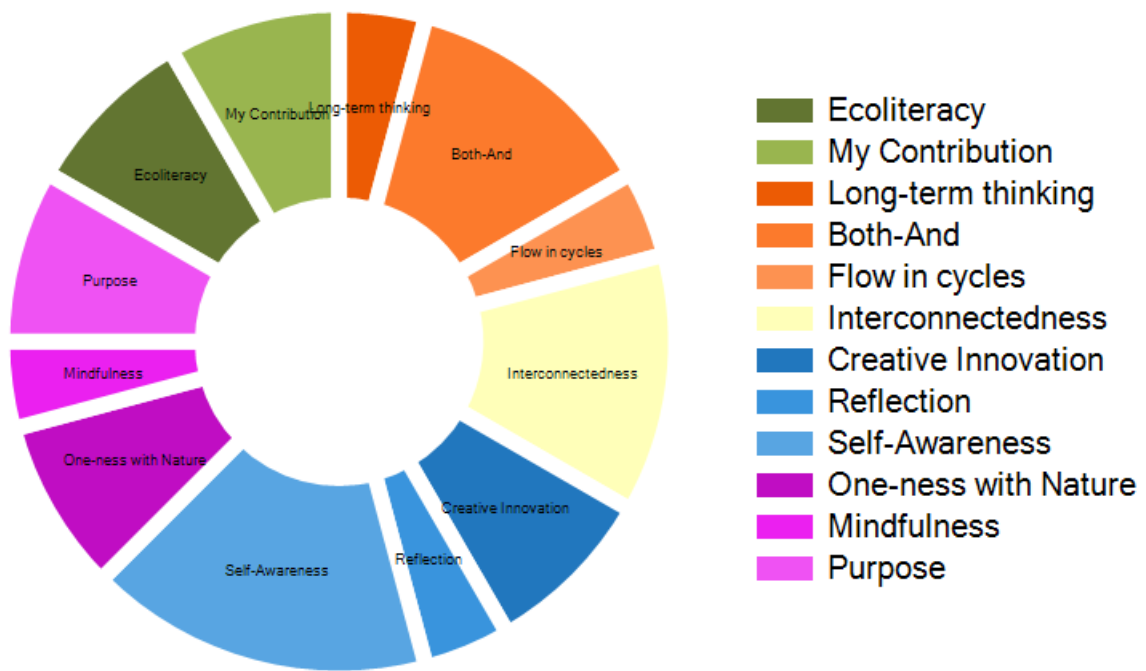 My Contribution
Long-term thinking
Both-And
Ecoliteracy
Flow in cycles
Purpose
Mindfulness
Interconnectedness
One-ness with Nature
Creative Innovation
Reflection
Self-Awareness
Ecoliteracy
My Contribution
Long-term thinking
Both-And
Flow in cycles
Interconnectedness
Creative Innovation
Reflection
Self-Awareness
One-ness with Nature
Mindfulness
Purpose